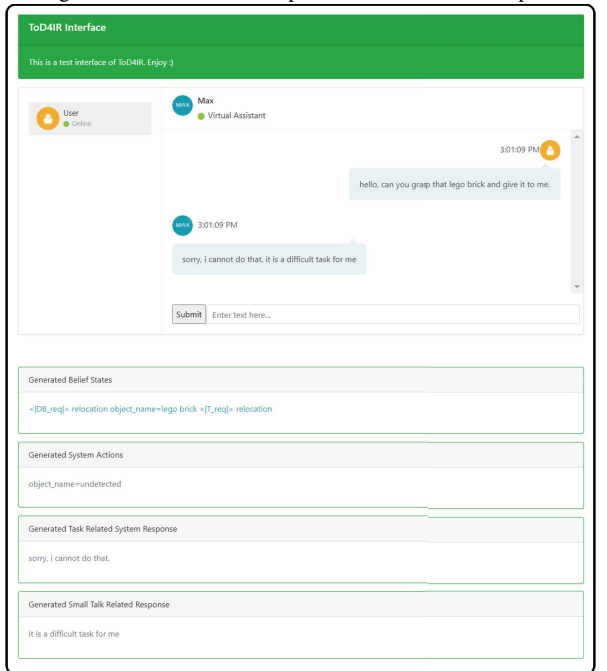 ToD4IR Interface
This is a test interface of ToD4IR. Enjoy :)
User
Online
MAX
Max
Virtual Assistant
3:01:09 PM
hello, can you grasp that lego brick and give it to me.
MAX
3:01:09 PM
sorry, i cannot do that. it is a difficult task for me
Submit
Enter text here...
Generated Belief States
<|DB_req|> relocation object_name=lego brick <|T_req|> relocation
Generated System Actions
object_name=undetected
Generated Task Related System Response
sorry, i cannot do that.
Generated Small Talk Related Response
it is a difficult task for me